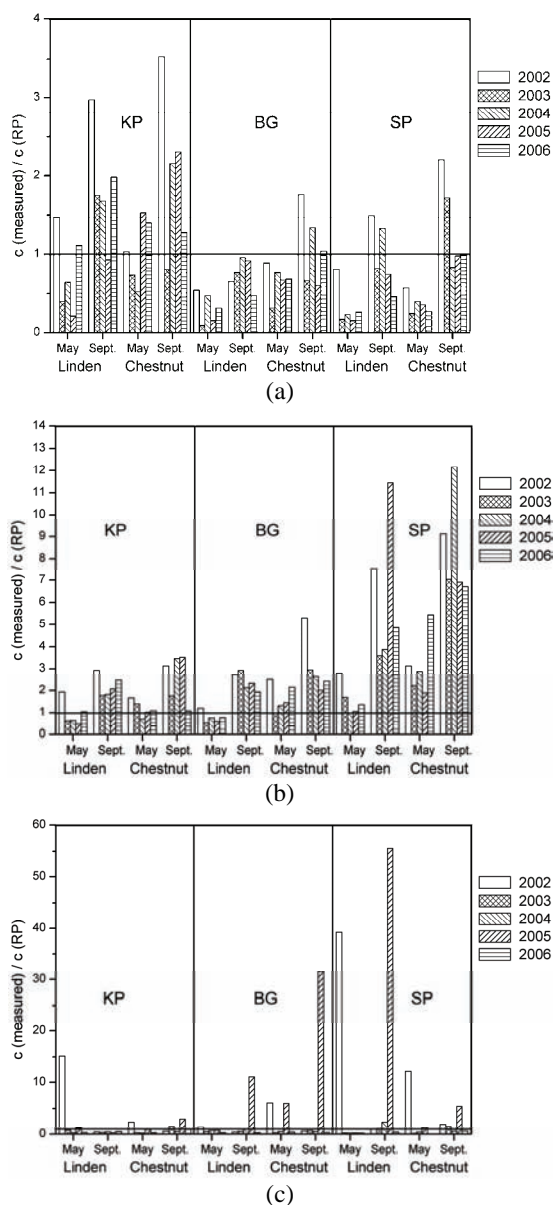 c (measured) / c (RP)
4
3
2
1
0
KP
BG
SP
2002
2003
2004
2005
2006
May Sept. May Sept. May Sept. May Sept. May Sept. May Sept.
Linden Chestnut Linden Chestnut Linden Chestnut
(a)
c (measured) / c (RP)
14
13
12
11
10
9
8
7
6
5
4
3
2
1
0
KP
BG
SP
2002
2003
2004
2005
2006
May Sept. May Sept. May Sept. May Sept. May Sept. May Sept.
Linden Chestnut Linden Chestnut Linden Chestnut
(b)
c (measured) / c (RP)
60
50
40
30
20
10
0
KP
BG
SP
2002
2003
2004
2005
2006
May Sept. May Sept. May Sept. May Sept. May Sept. May Sept.
Linden Chestnut Linden Chestnut Linden Chestnut
(c)